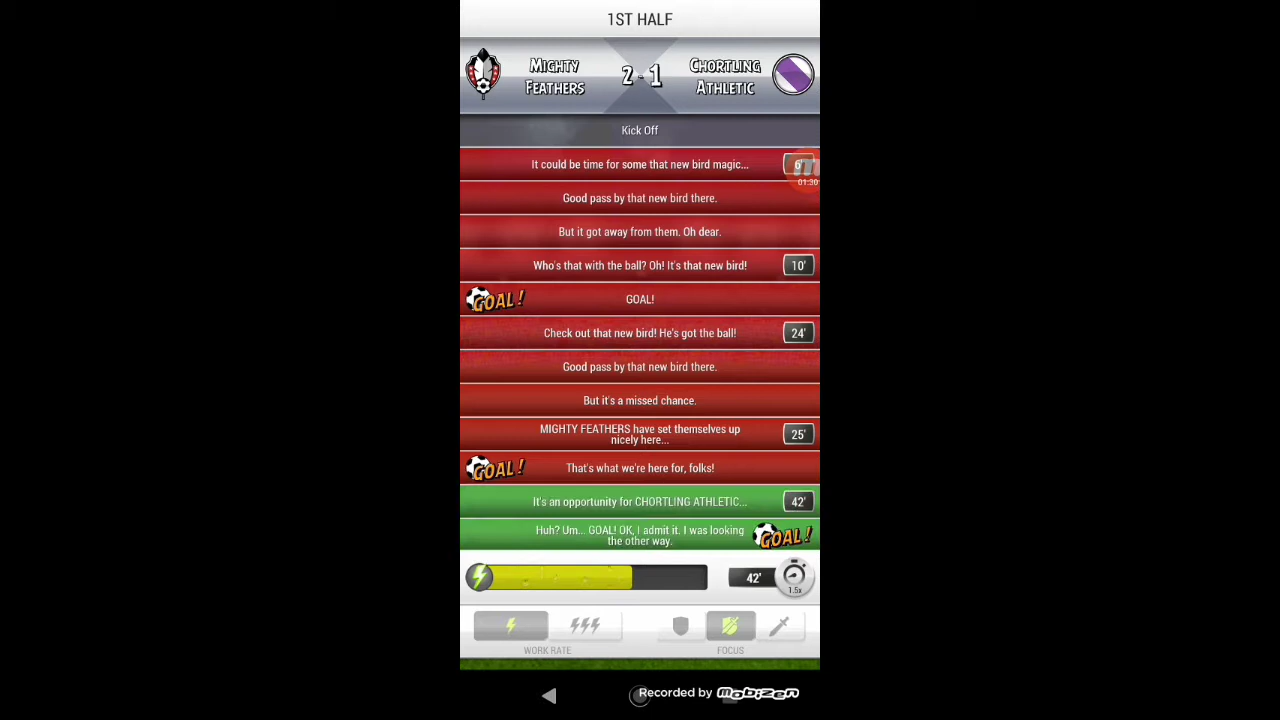 1ST HALF
MIGHTY
FEATHERS
2 - 1
CHORTLING
ATHLETIC
Kick Off
It could be time for some that new bird magic...
6'
01:30
Good pass by that new bird there.
But it got away from them. Oh dear.
Who's that with the ball? Oh! It's that new bird!
10'
GOAL!
GOAL!
Check out that new bird! He's got the ball!
24'
Good pass by that new bird there.
But it's a missed chance.
MIGHTY FEATHERS have set themselves up
nicely here...
25'
GOAL!
That's what we're here for, folks!
It's an opportunity for CHORTLING ATHLETIC...
42'
Huh? Um... GOAL! OK, I admit it. I was looking
the other way.
GOAL!
42'
1.5x
WORK RATE
FOCUS
Recorded by MOBIZEN